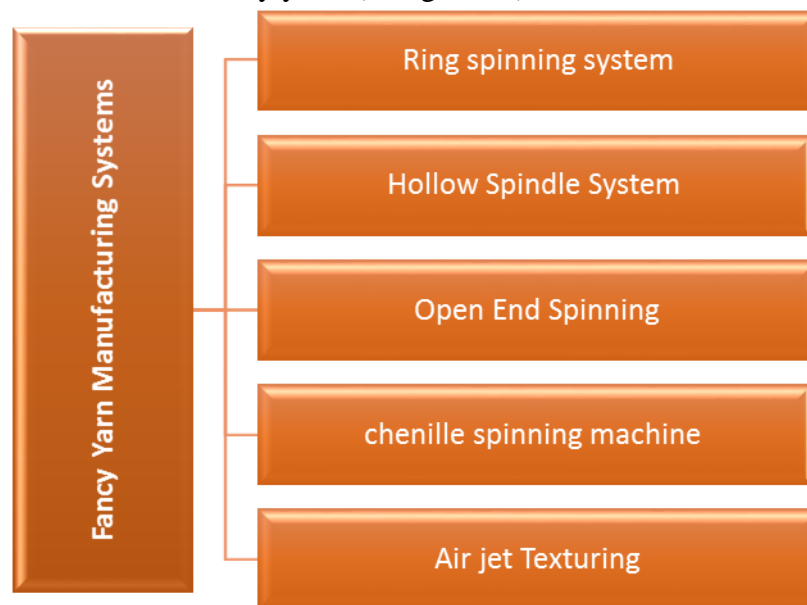 Fancy Yarn Manufacturing Systems
Ring spinning system
Hollow Spindle System
Open End Spinning
chenille spinning machine
Air jet Texturing